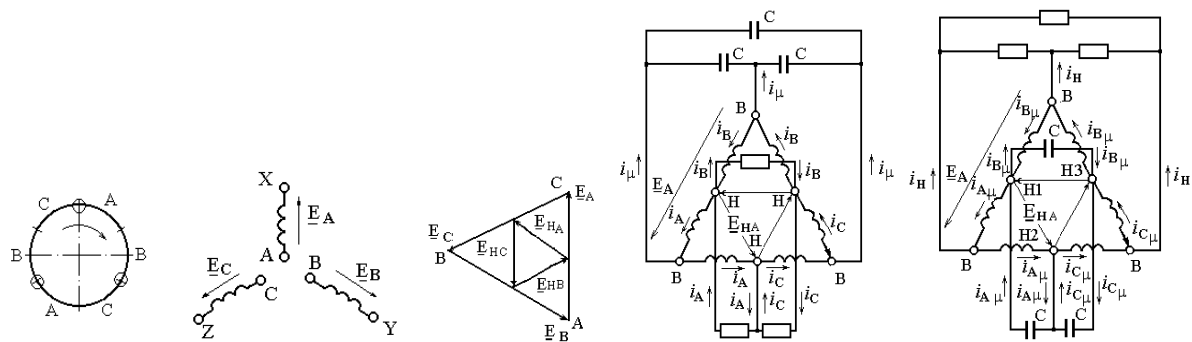 C A
B B
A C
X
E_A
A
E_C
C
B
E_B
Z
Y
C
E_A
E_C
B
E_HA
E_HC
E_HB
A
E_B
C
C C
i_μ
B
i_B i_B
i_μ
E_A
i_B
i_B
i_μ
H
H
i_A
E_HA
i_C
H
B
B
i_A i_C
i_A
i_A
i_C
i_C
i_H
B
i_Bμ
i_Bμ
C
i_Bμ
i_Bμ
i_H
E_A
H1
H3
i_H
i_Aμ
E_HA
H2
i_Cμ
B
B
i_Aμ i_Cμ
i_Aμ
i_Aμ
i_Cμ
i_Cμ
C C